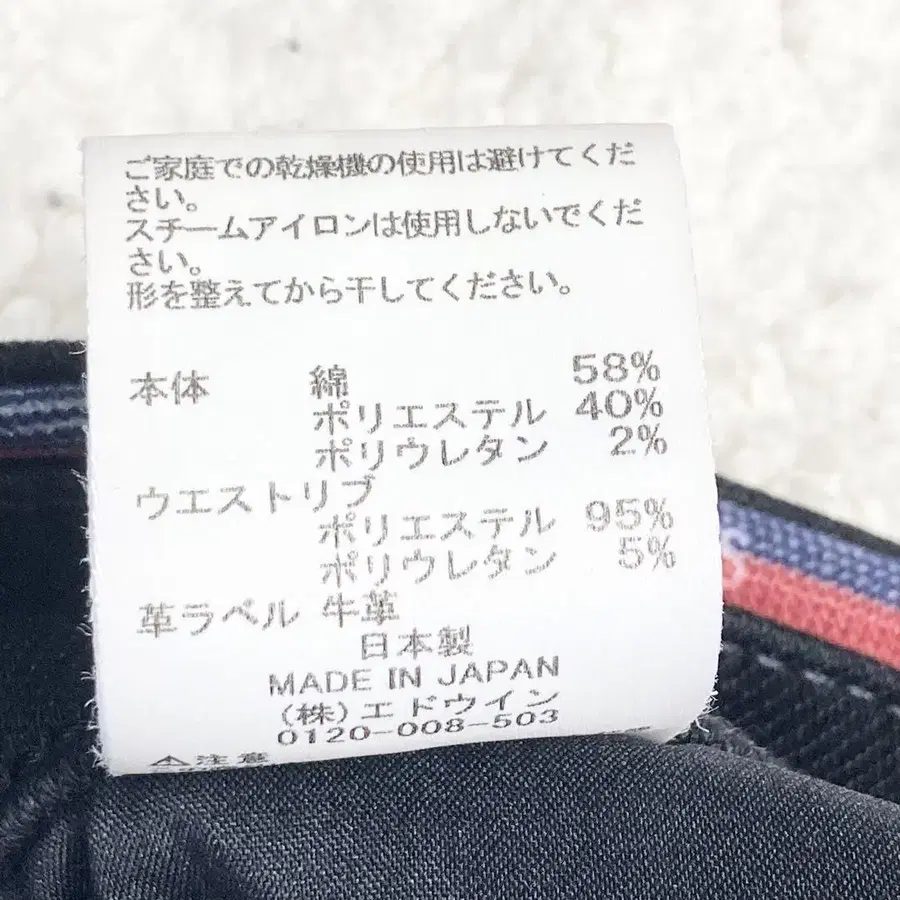 ご家庭での乾燥機の使用は避けてくだ
さい。
スチームアイロンは使用しないでくだ
さい。
形を整えてから干してください。
本体 綿 58%
ポリエステル 40%
ポリウレタン 2%
ウエストリブ
ポリエステル 95%
ポリウレタン 5%
革ラベル 牛革
日本製
MADE IN JAPAN
(株)エドウイン
0120-008-503
⚠注意